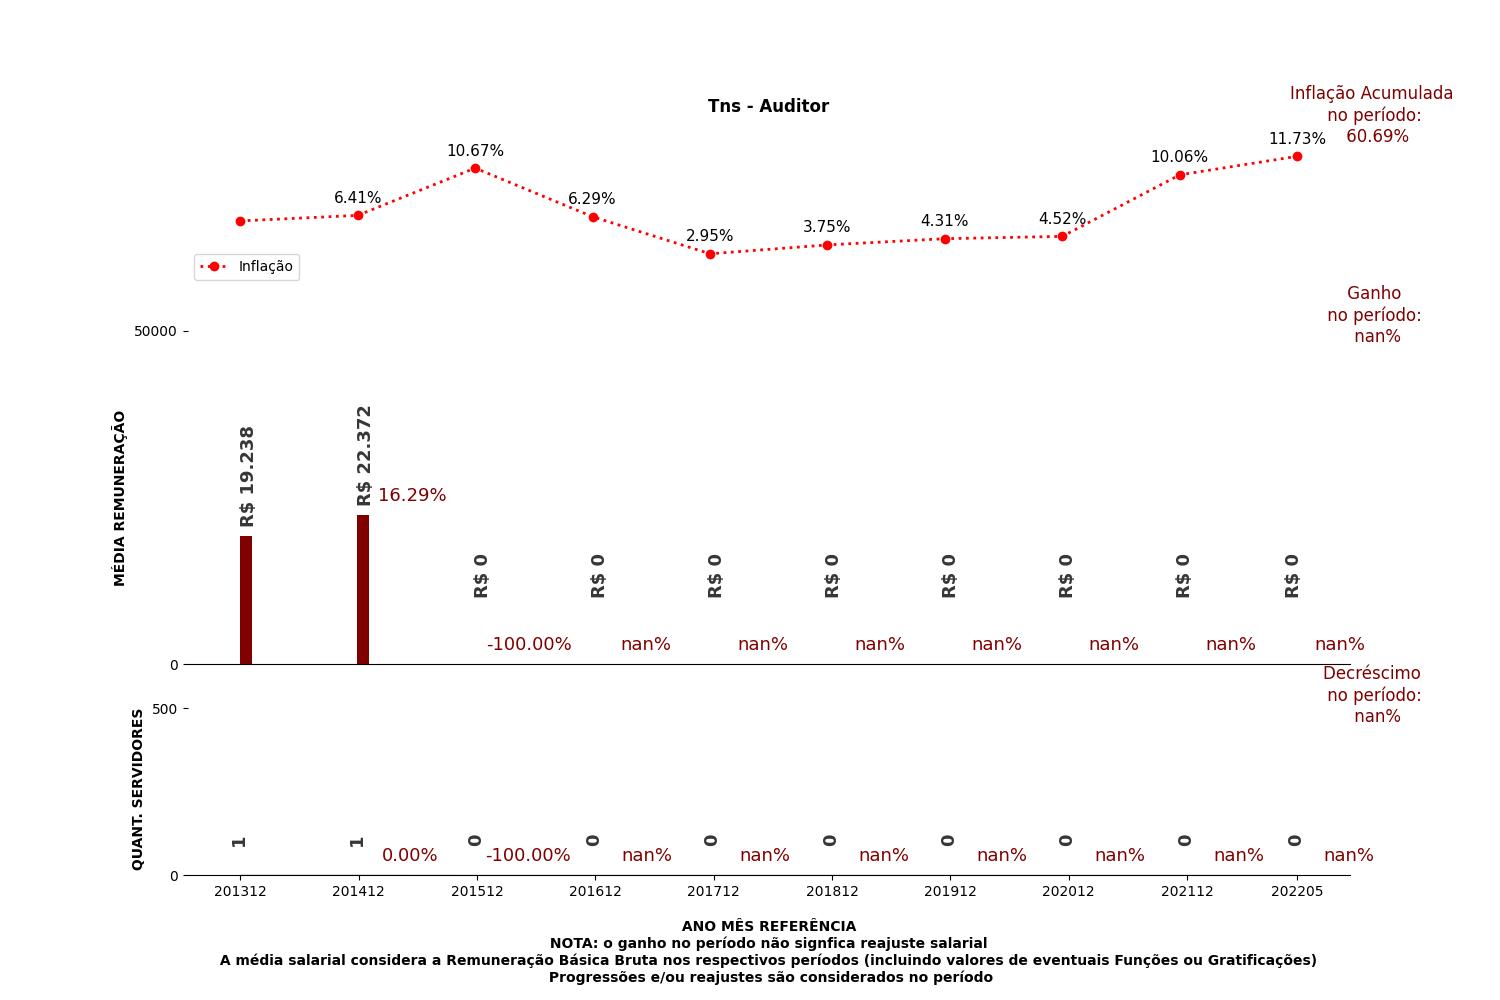 Tns - Auditor
Inflação Acumulada
no período:
60.69%
6.41%
10.67%
6.29%
2.95%
3.75%
4.31%
4.52%
10.06%
11.73%
Inflação
Ganho
no período:
nan%
MÉDIA REMUNERAÇÃO
50000
0
R$ 19.238
R$ 22.372
R$ 0
R$ 0
R$ 0
R$ 0
R$ 0
R$ 0
R$ 0
R$ 0
16.29%
-100.00%
nan%
nan%
nan%
nan%
nan%
nan%
nan%
Decréscimo
no período:
nan%
QUANT. SERVIDORES
500
0
1
1
0
0
0
0
0
0
0
0
0.00%
-100.00%
nan%
nan%
nan%
nan%
nan%
nan%
nan%
201312
201412
201512
201612
201712
201812
201912
202012
202112
202205
ANO MÊS REFERÊNCIA
NOTA: o ganho no período não signfica reajuste salarial
A média salarial considera a Remuneração Básica Bruta nos respectivos períodos (incluindo valores de eventuais Funções ou Gratificações)
Progressões e/ou reajustes são considerados no período